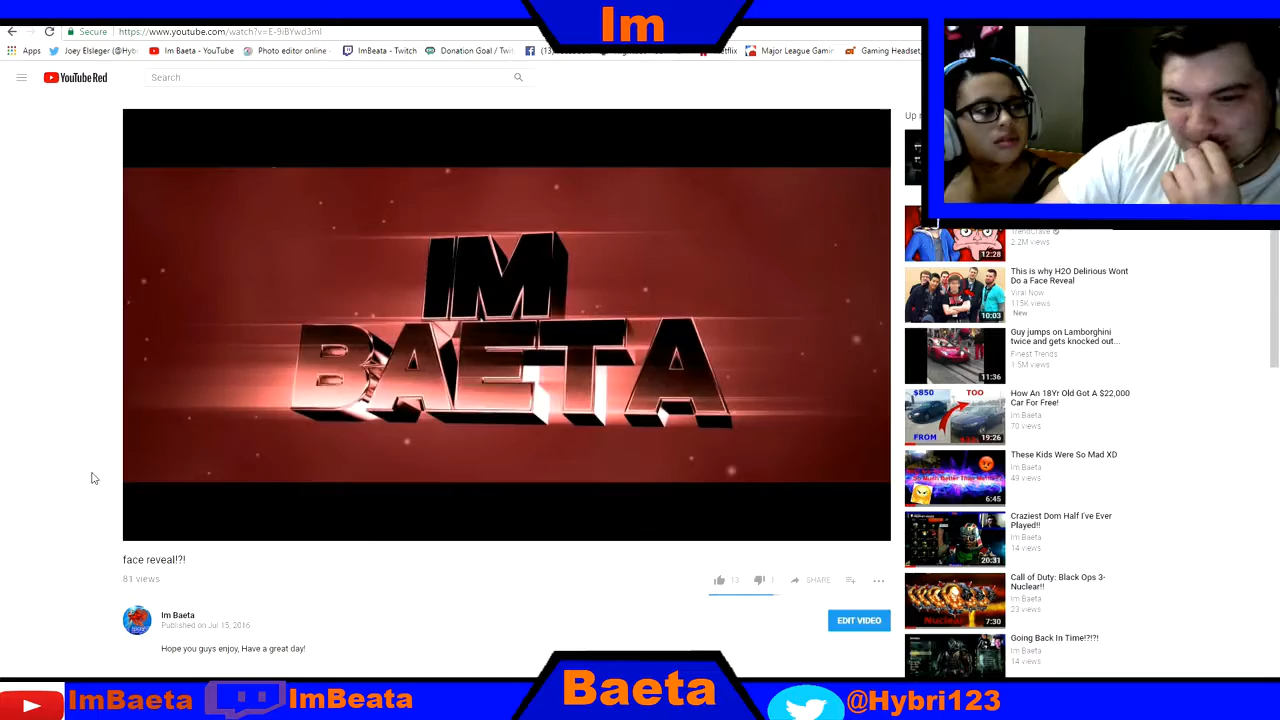 Im
Secure https://www.youtube.com/watch?v=E-9iBYwd3mI
Apps Joey Elsleger (@Hybri Im Baeta - YouTube Photo editor online - ImBeata - Twitch Donation Goal / Twit Netflix Major League Gamin Gaming Headset,
YouTube Red
Search
Up n
IM
BAETA
TrendCrave
2.2M views
12:28
This is why H2O Delirious Wont
Do a Face Reveal
Viral Now
115K views
New
10:03
Guy jumps on Lamborghini
twice and gets knocked out...
Finest Trends
1.5M views
11:36
$850
TOO
FROM
How An 18Yr Old Got A $22,000
Car For Free!
Im Baeta
70 views
19:26
These Kids Were So Mad XD
Im Baeta
49 views
6:45
Craziest Dom Half I've Ever
Played!!
Im Baeta
14 views
20:31
Call of Duty: Black Ops 3-
Nuclear!!
Im Baeta
23 views
Nuclear
7:30
Going Back In Time!?!?!
Im Baeta
14 views
face reveal!?!
81 views
13 1 SHARE
Im Baeta
Published on Jul 15, 2016
EDIT VIDEO
Hope you guys enjoy, Have a great day!
ImBaeta ImBeata Baeta @Hybri123